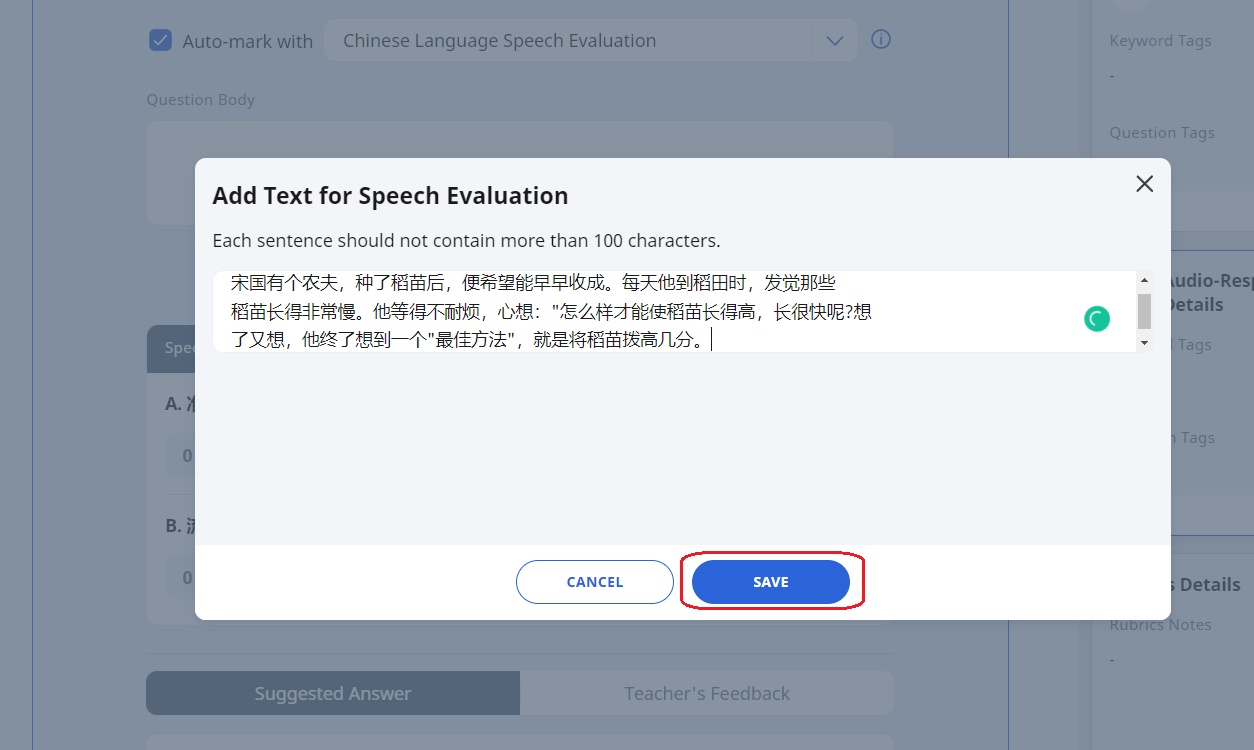 Auto-mark with
Chinese Language Speech Evaluation
Keyword Tags
-
Question Body
Question Tags
Add Text for Speech Evaluation
Each sentence should not contain more than 100 characters.
宋国有个农夫，种了稻苗后，便希望能早早收成。每天他到稻田时，发觉那些
稻苗长得非常慢。他等得不耐烦，心想："怎么样才能使稻苗长得高，长很快呢?想
了又想，他终了想到一个"最佳方法"，就是将稻苗拨高几分。
Details
Tags
Spee
A.
0
Tags
B.
0
CANCEL
SAVE
Details
Rubrics Notes
-
Suggested Answer
Teacher's Feedback